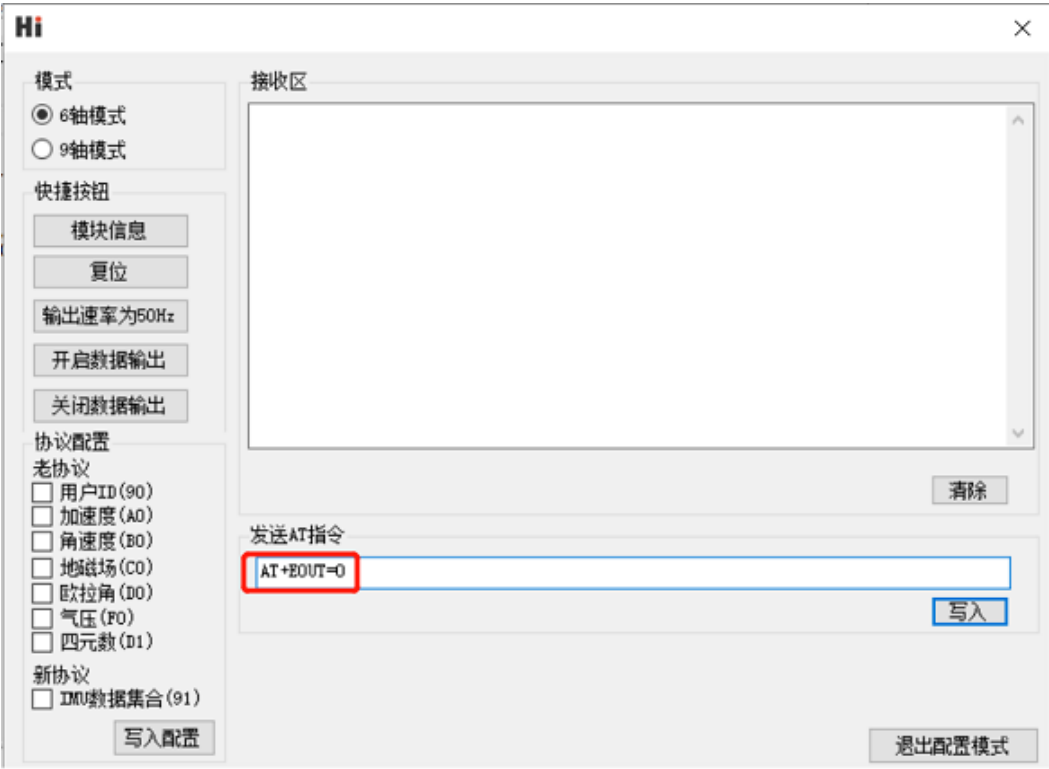 Hi
模式
6轴模式
9轴模式
快捷按钮
模块信息
复位
输出速率为50Hz
开启数据输出
关闭数据输出
协议配置
老协议
用户ID(90)
加速度(A0)
角速度(B0)
地磁场(C0)
欧拉角(D0)
气压(F0)
四元数(D1)
新协议
IMU数据集合(91)
写入配置
接收区
清除
发送AT指令
AT+EOUT=0
写入
退出配置模式